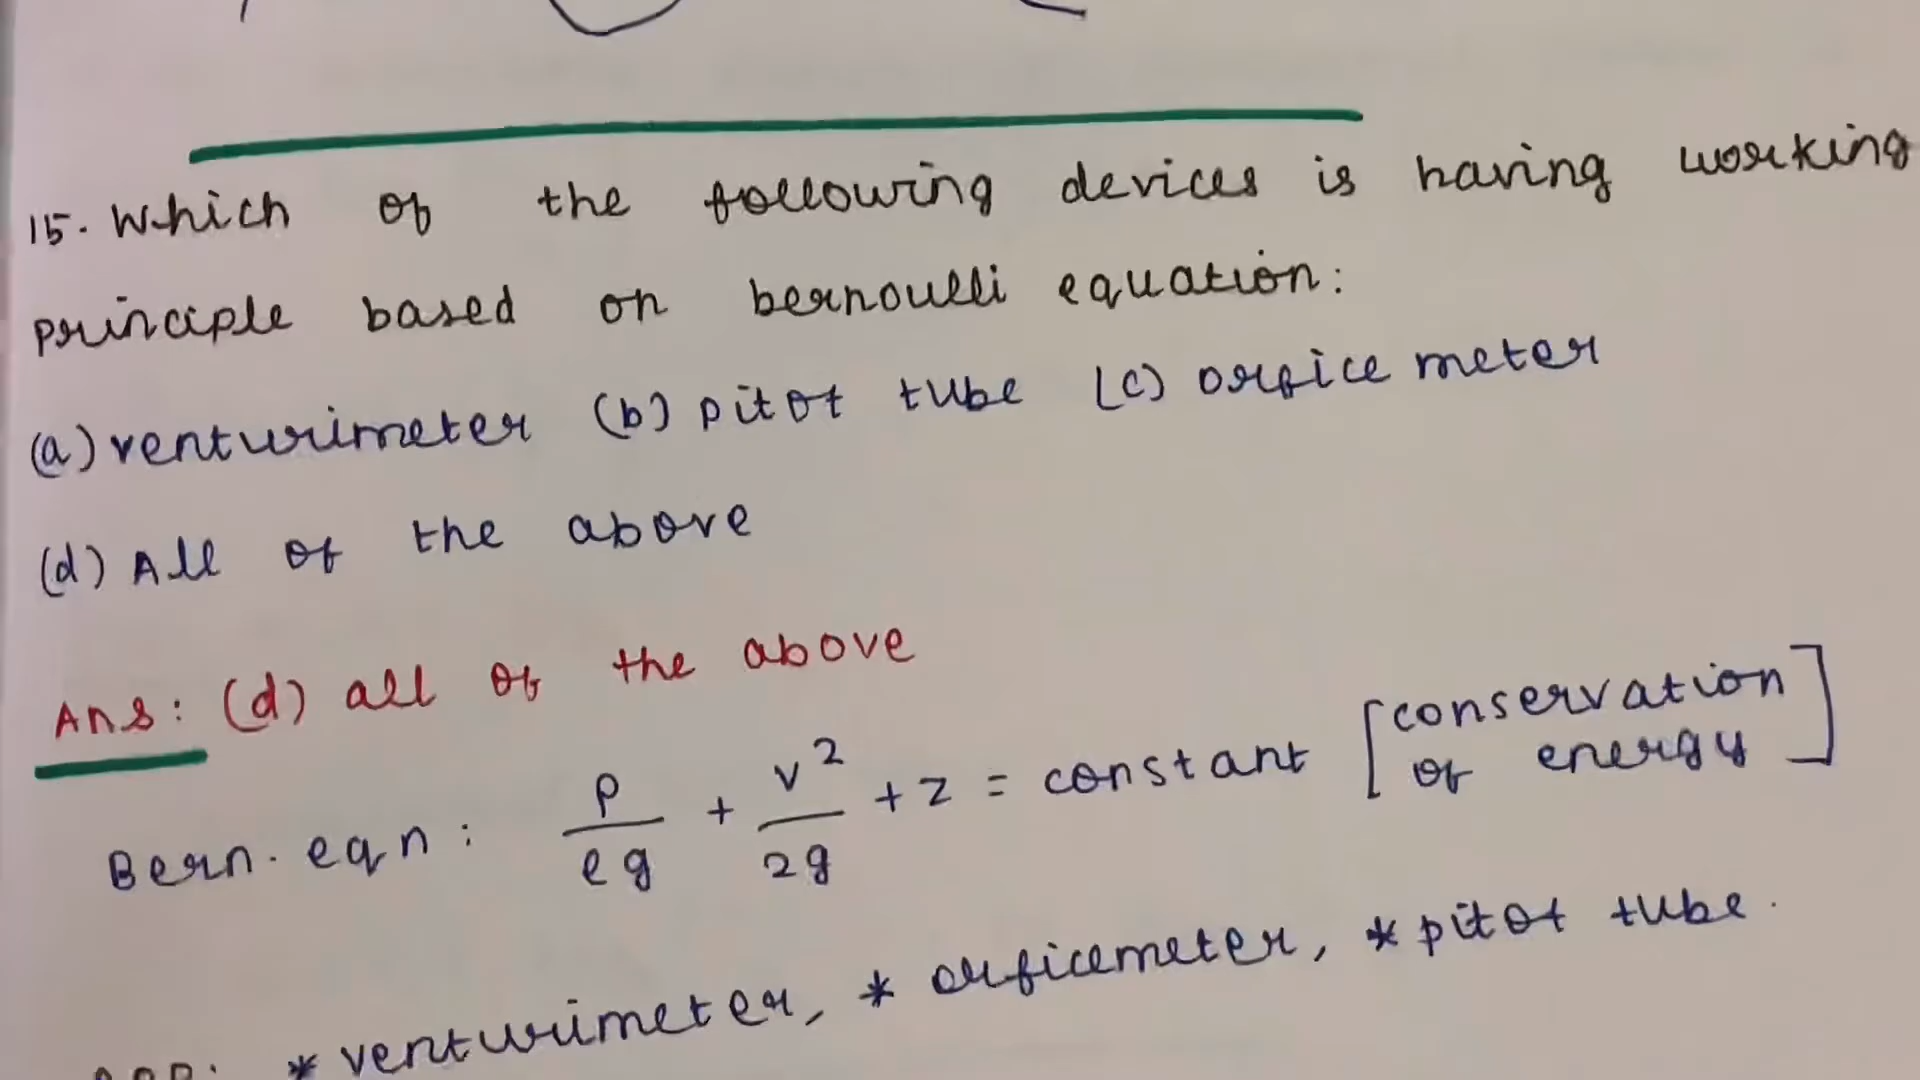 15. Which of the following devices is having working
principle based on bernoulli equation:
(a) venturimeter (b) pitot tube (c) orfice meter
(d) All of the above
Ans: (d) all of the above
Bern. eqn: P/ρg + v²/2g + z = constant [conservation of energy]
* venturimeter, * orficemeter, * pitot tube.